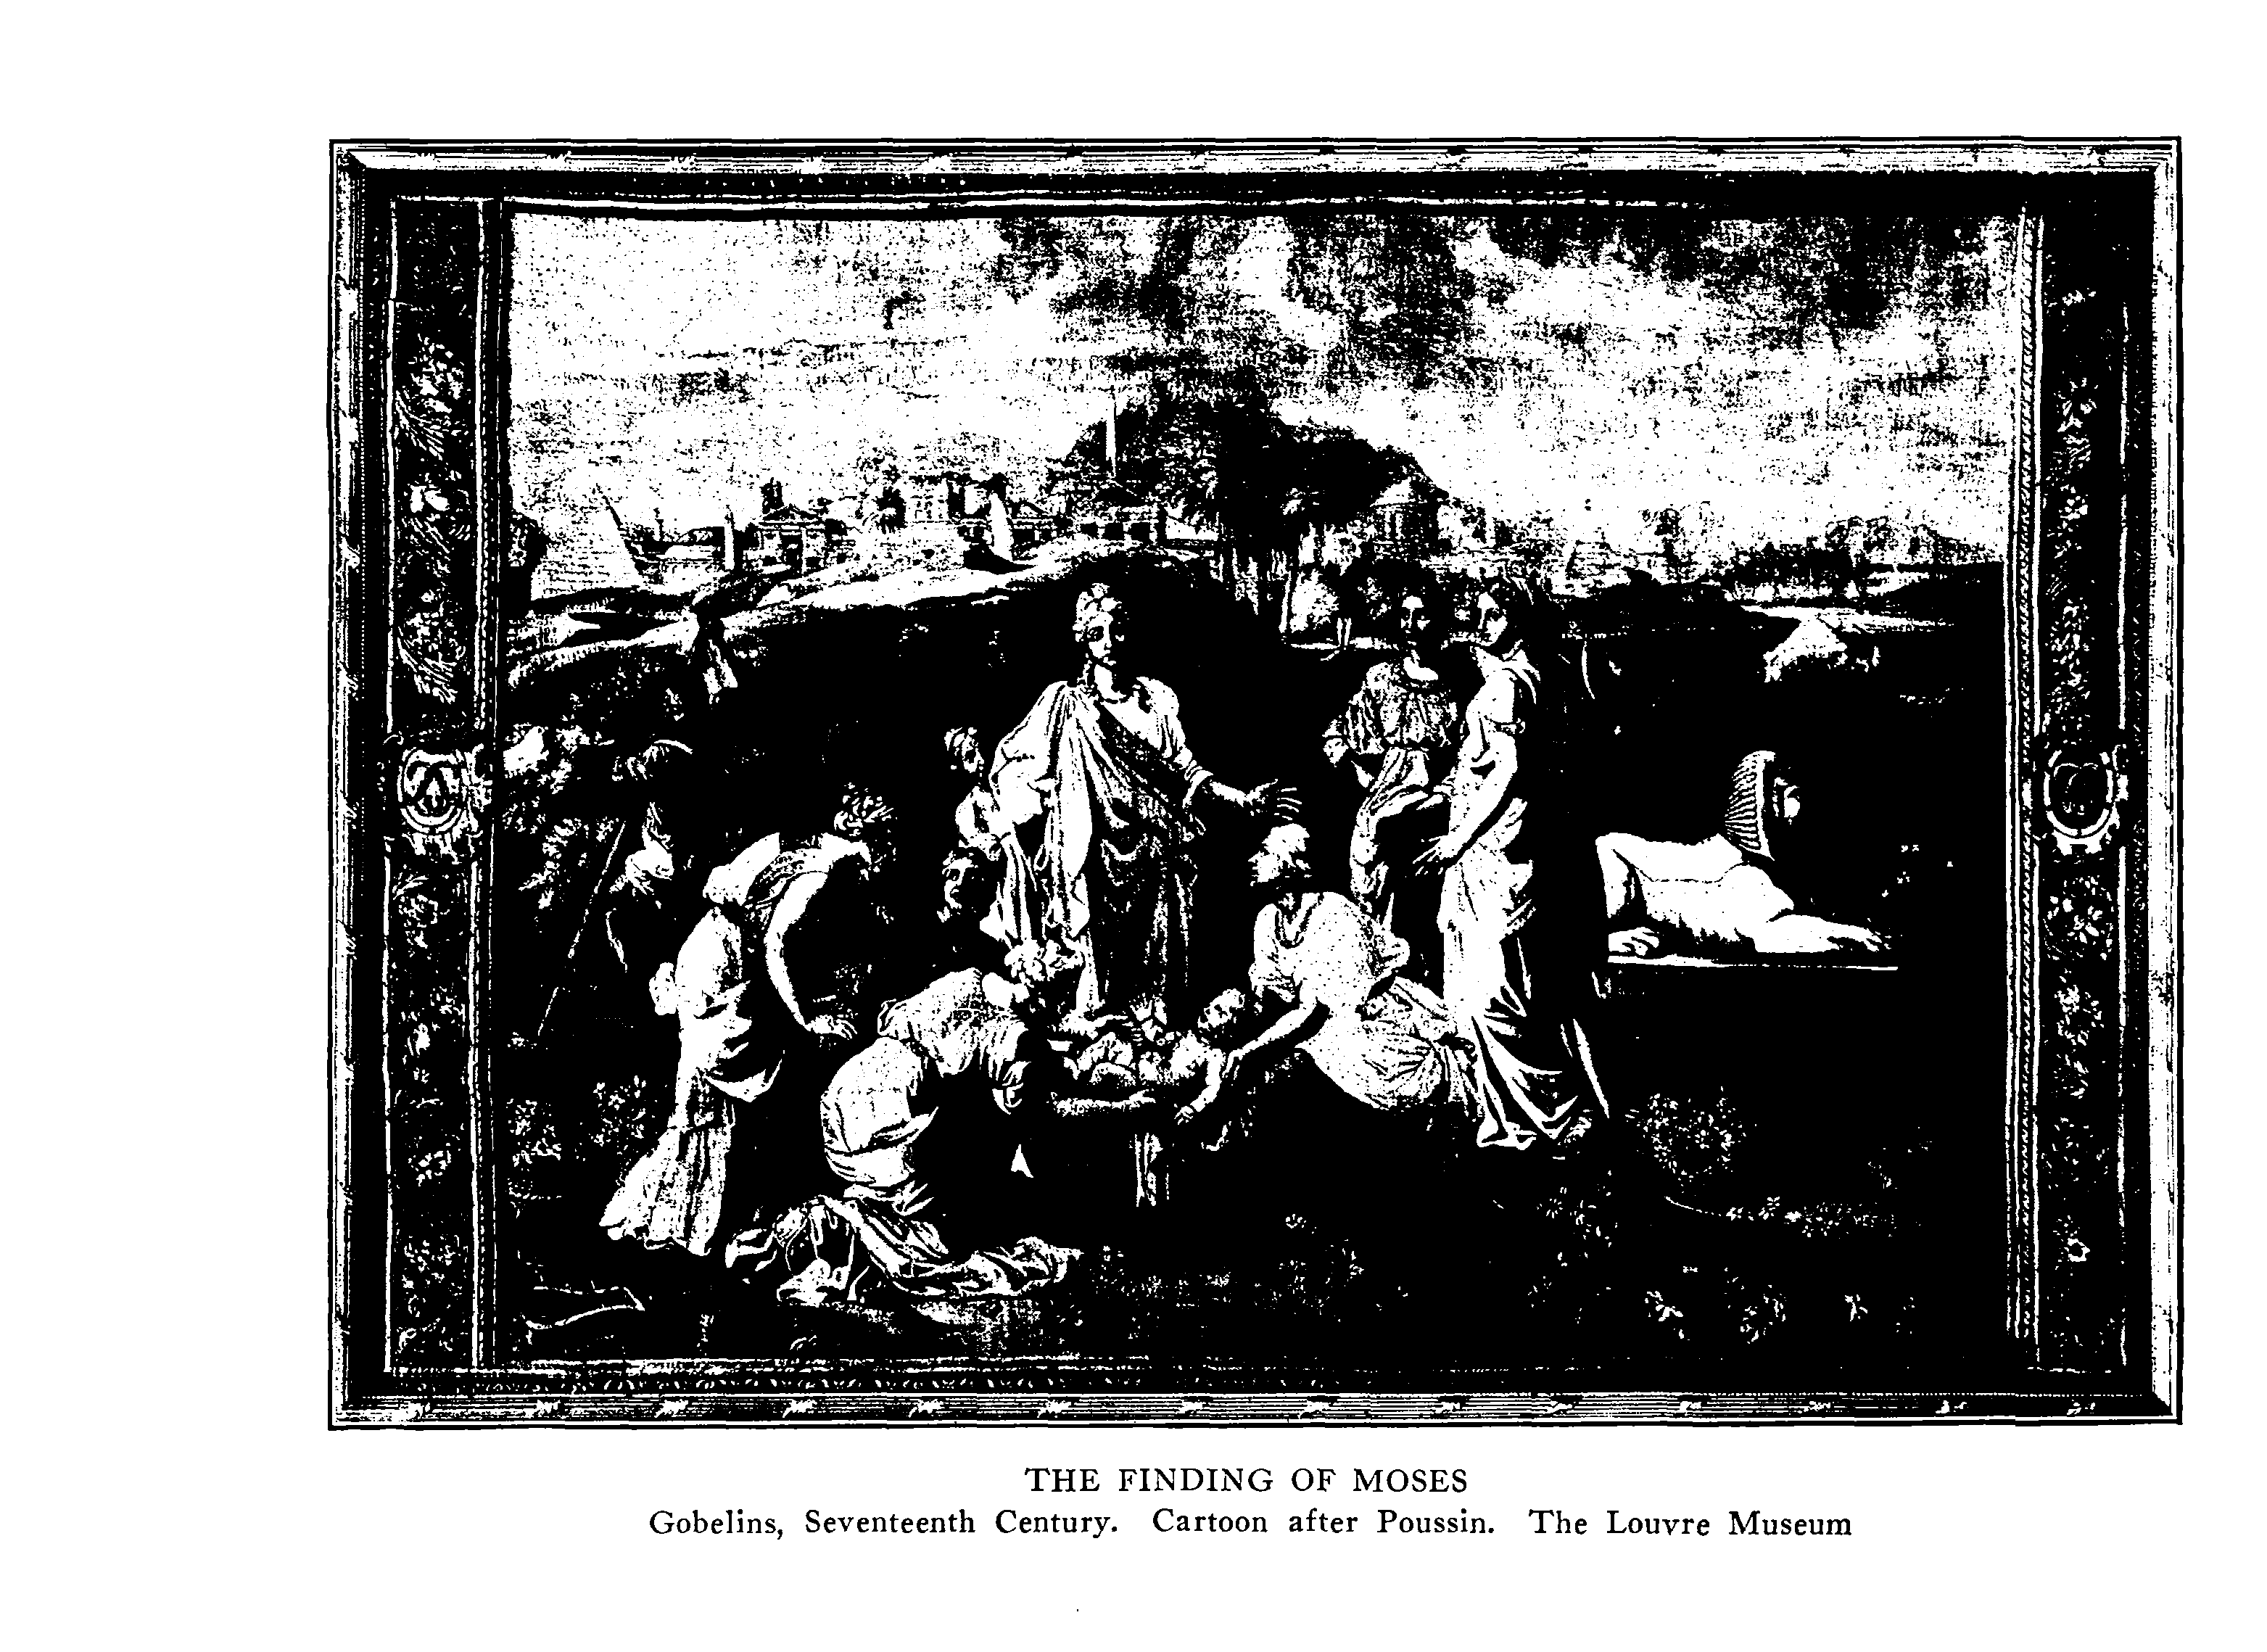 THE FINDING OF MOSES
Gobelins, Seventeenth Century. Cartoon after Poussin. The Louvre Museum